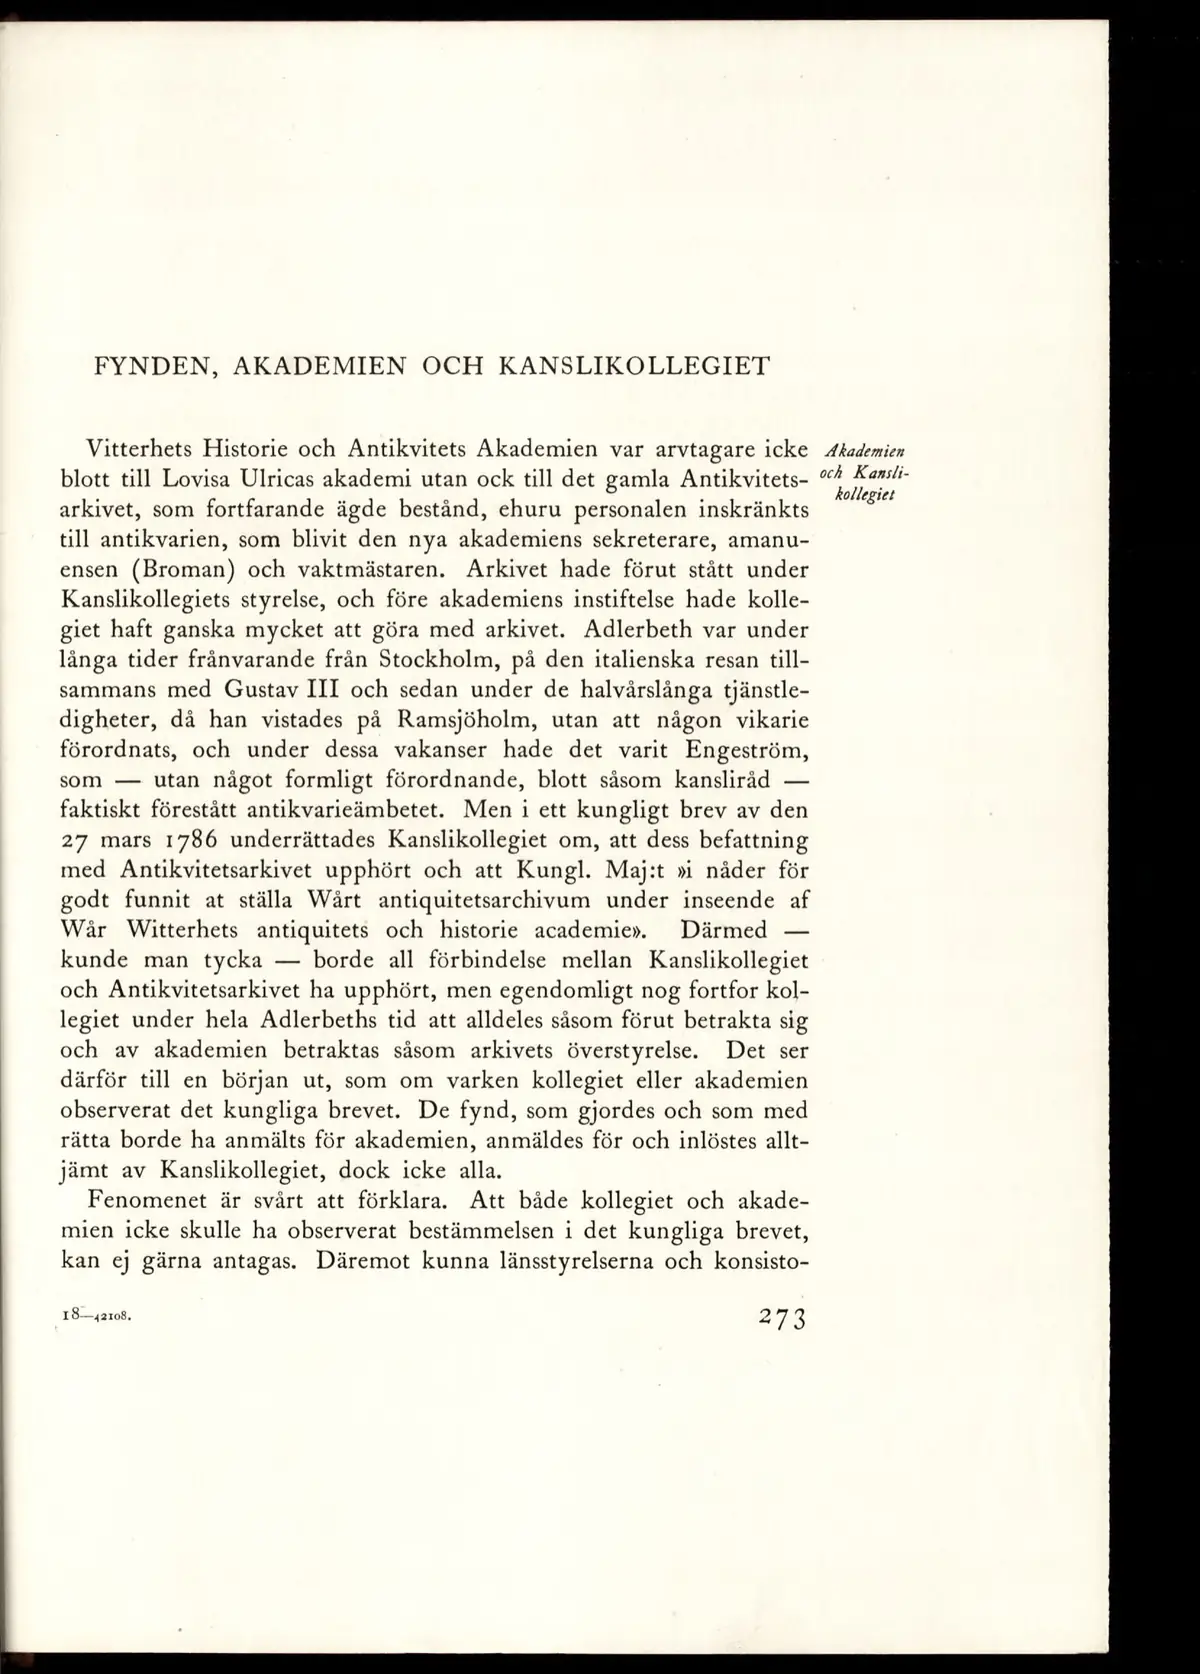 FYNDEN, AKADEMIEN OCH KANSLIKOLLEGIET
Vitterhets Historie och Antikvitets Akademien var arvtagare icke
blott till Lovisa Ulricas akademi utan ock till det gamla Antikvitets-
arkivet, som fortfarande ägde bestånd, ehuru personalen inskränkts
till antikvarien, som blivit den nya akademiens sekreterare, amanu-
ensen (Broman) och vaktmästaren. Arkivet hade förut stått under
Kanslikollegiets styrelse, och före akademiens instiftelse hade kolle-
giet haft ganska mycket att göra med arkivet. Adlerbeth var under
långa tider frånvarande från Stockholm, på den italienska resan till-
sammans med Gustav III och sedan under de halvårslånga tjänstle-
digheter, då han vistades på Ramsjöholm, utan att någon vikarie
förordnats, och under dessa vakanser hade det varit Engeström,
som — utan något formligt förordnande, blott såsom kansliråd —
faktiskt förestått antikvarieämbetet. Men i ett kungligt brev av den
27 mars 1786 underrättades Kanslikollegiet om, att dess befattning
med Antikvitetsarkivet upphört och att Kungl. Maj:t »i nåder för
godt funnit at ställa Wårt antiquitetsarchivum under inseende af
Wår Witterhets antiquitets och historie academie». Därmed —
kunde man tycka — borde all förbindelse mellan Kanslikollegiet
och Antikvitetsarkivet ha upphört, men egendomligt nog fortfor kol-
legiet under hela Adlerbeths tid att alldeles såsom förut betrakta sig
och av akademien betraktas såsom arkivets överstyrelse. Det ser
därför till en början ut, som om varken kollegiet eller akademien
observerat det kungliga brevet. De fynd, som gjordes och som med
rätta borde ha anmälts för akademien, anmäldes för och inlöstes allt-
jämt av Kanslikollegiet, dock icke alla.
Fenomenet är svårt att förklara. Att både kollegiet och akade-
mien icke skulle ha observerat bestämmelsen i det kungliga brevet,
kan ej gärna antagas. Däremot kunna länsstyrelserna och konsisto-
Akademien
och Kansli-
kollegiet
18—42108.
273